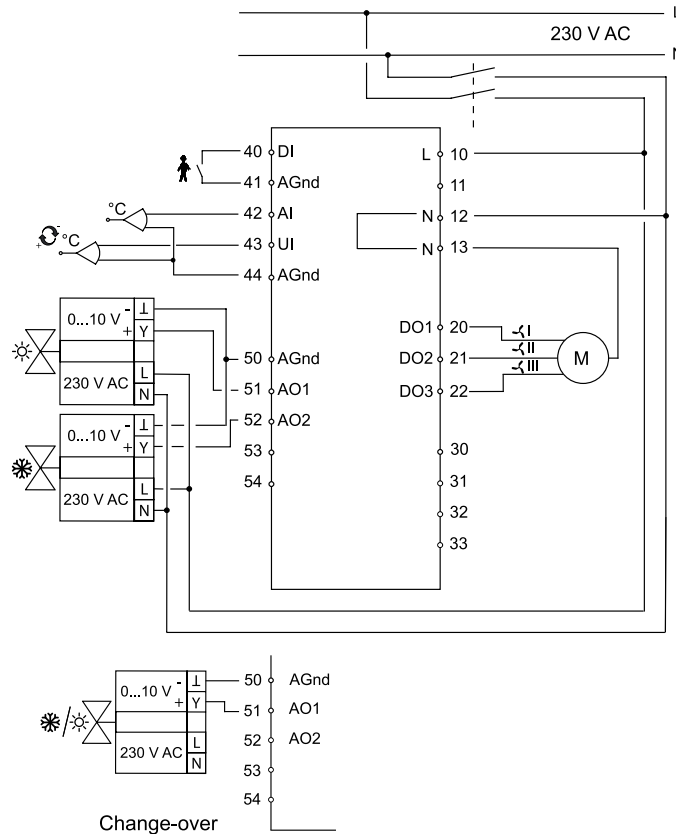 L
230 V AC
N
40 DI
41 AGnd
°C
42 AI
°C
43 UI
44 AGnd
L 10
11
N 12
N 13
0...10 V - ⊥
+ Y
230 V AC L
N
50 AGnd
51 AO1
52 AO2
53
54
0...10 V - ⊥
+ Y
230 V AC L
N
DO1 20 I
DO2 21 II
DO3 22 III
M
30
31
32
33
0...10 V - ⊥
+ Y
230 V AC L
N
50 AGnd
51 AO1
52 AO2
53
54
Change-over